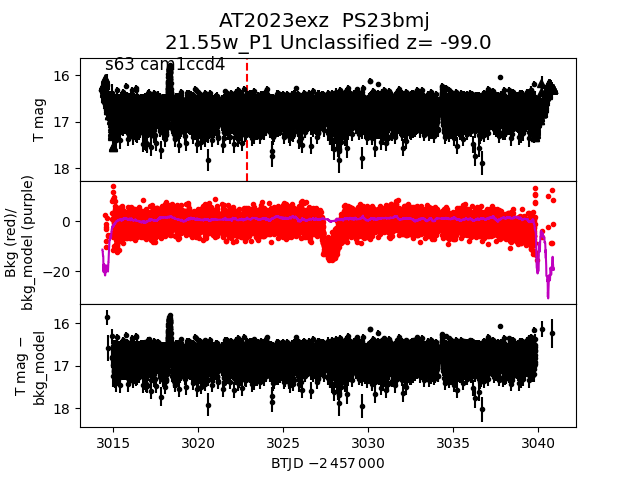 AT2023exz  PS23bmj
21.55w_P1 Unclassified z= -99.0
s63 cam1ccd4
16
17
18
T mag
0
−20
Bkg (red)/
bkg_model (purple)
16
17
18
T mag −
bkg_model
3015 3020 3025 3030 3035 3040
BTJD −2 457 000